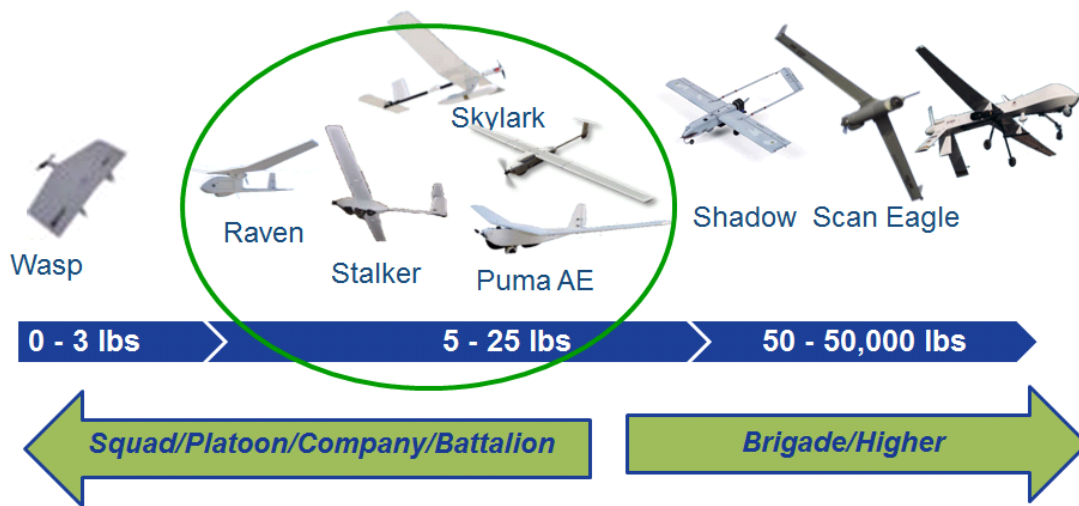 Skylark
Raven
Shadow
Scan Eagle
Wasp
Stalker
Puma AE
0 - 3 lbs
5 - 25 lbs
50 - 50,000 lbs
Squad/Platoon/Company/Battalion
Brigade/Higher